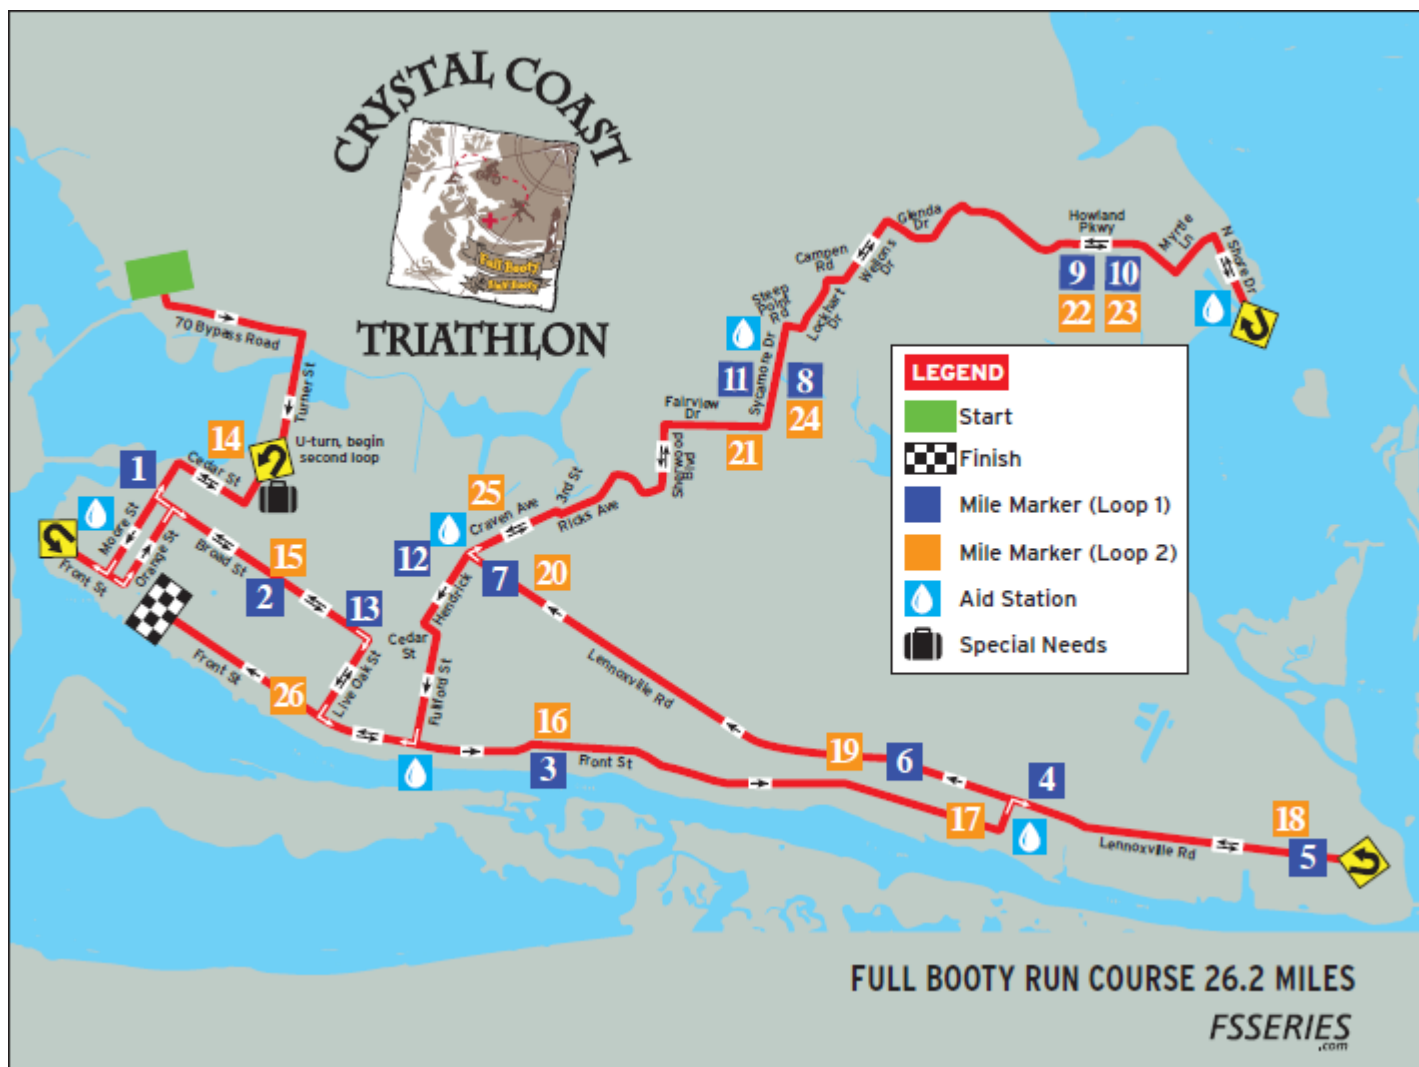 CRYSTAL COAST
Full Booty
Half Booty
TRIATHLON
70 Bypass Road
Turner St
14
U-turn, begin
second loop
1
Cedar St
Moore St
Orange St
Front St
Broad St
15
2
13
Live Oak St
Front St
26
25
12
Craven Ave
3rd St
Ricks Ave
Hendrick
Cedar
St
Fullford St
7
20
Lennoxville Rd
16
3
Front St
19
6
17
4
Lennoxville Rd
18
5
Sherwood
Blvd
Fairview
Dr
21
11
Sycamore Dr
8
24
Steep
Point
Rd
Lockhart
Dr
Campen
Rd
Wellons
Dr
Glenda
Dr
Howland
Pkwy
9
10
22
23
Myrtle
Ln
N Shore Dr
LEGEND
Start
Finish
Mile Marker (Loop 1)
Mile Marker (Loop 2)
Aid Station
Special Needs
FULL BOOTY RUN COURSE 26.2 MILES
FSSERIES
.com